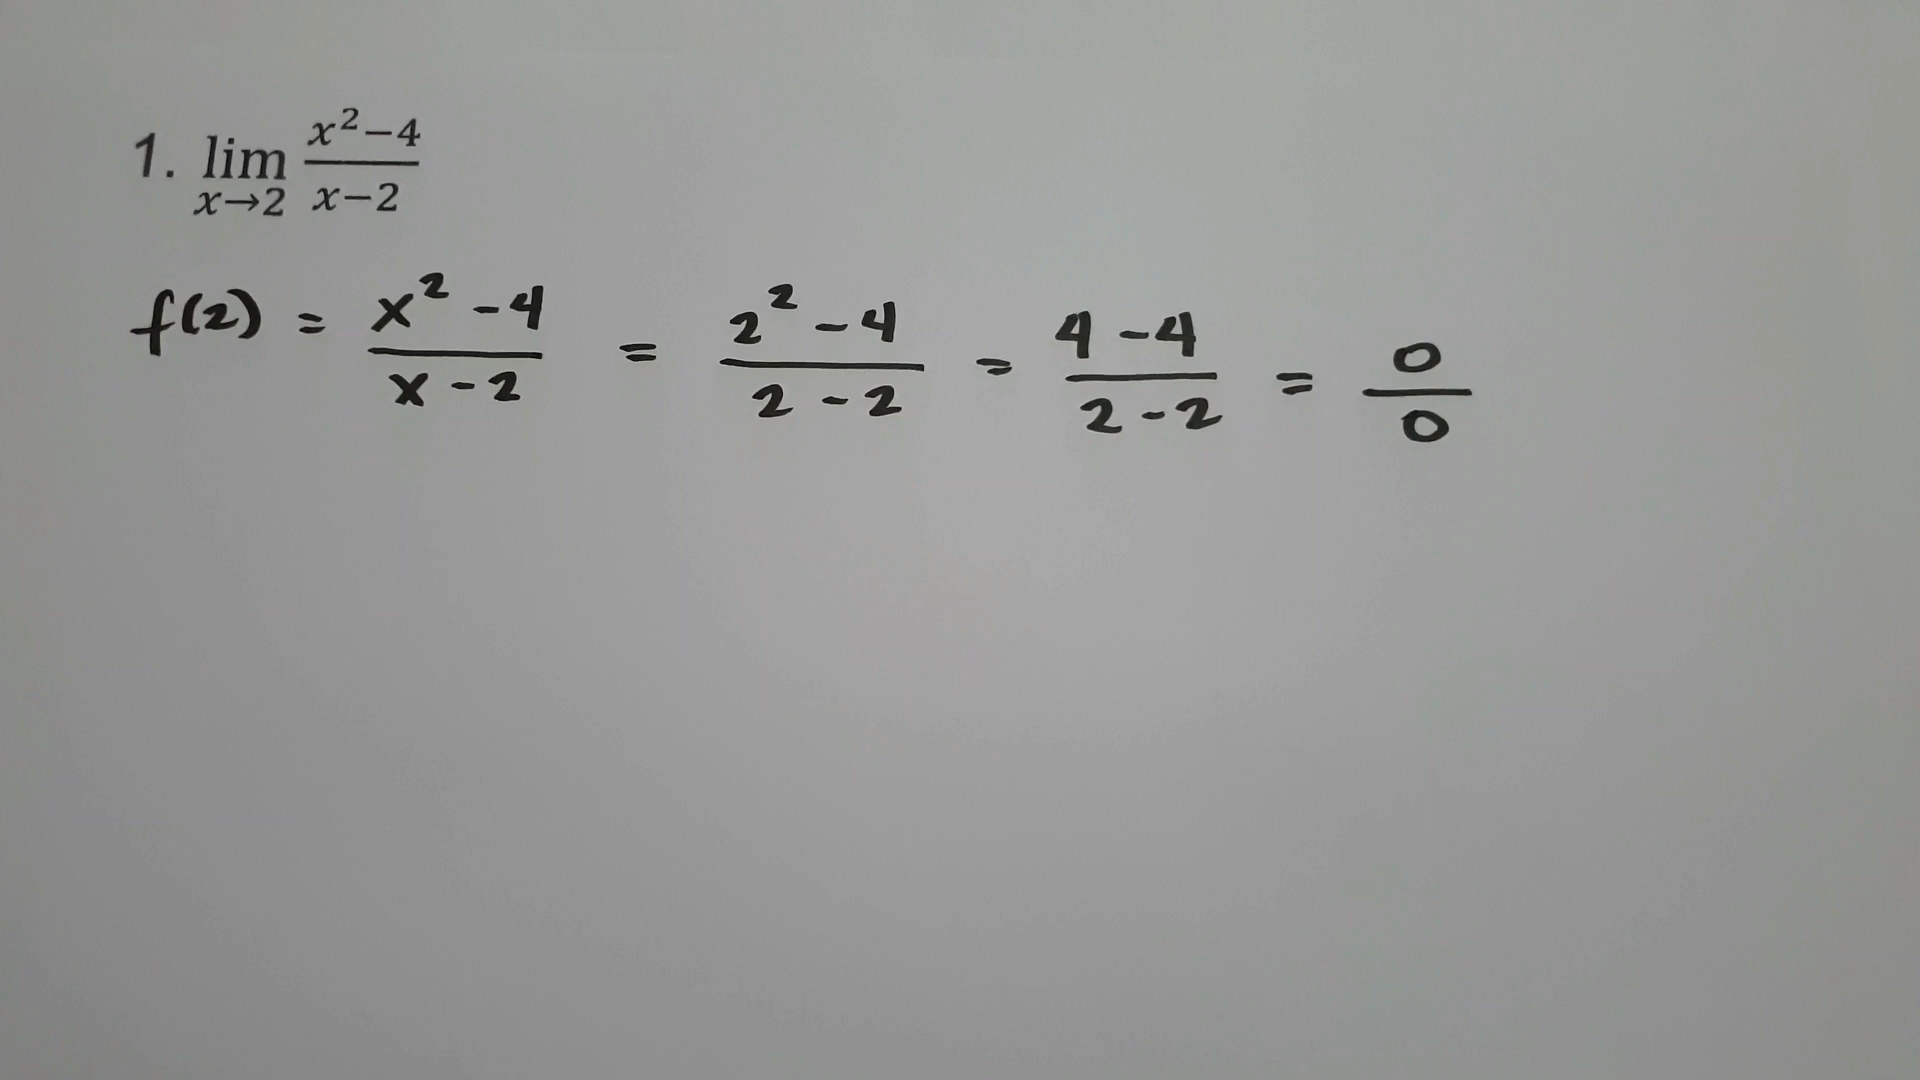 1. lim x→2 (x² − 4)/(x − 2)
f(2) = (x² − 4)/(x − 2) = (2² − 4)/(2 − 2) = (4 − 4)/(2 − 2) = 0/0